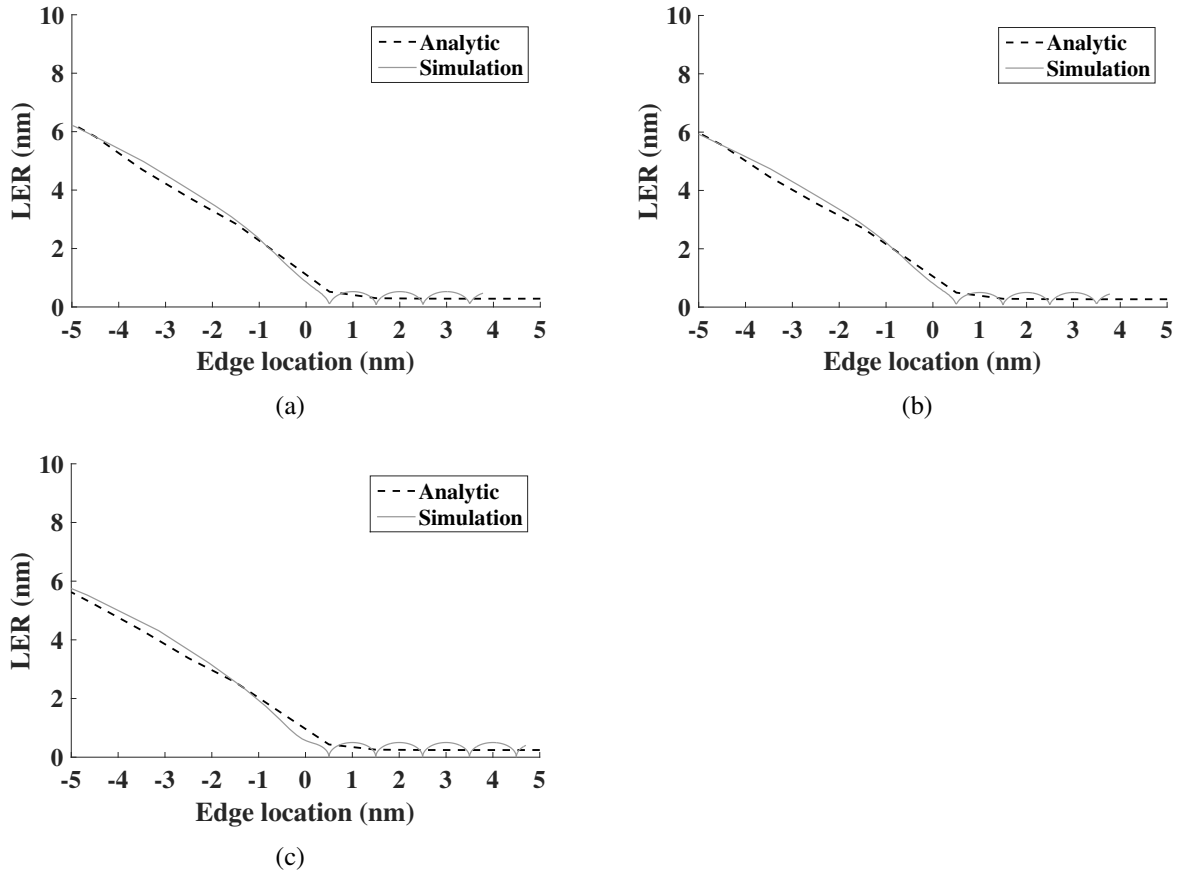 10
8
6
4
2
0
LER (nm)
Analytic
Simulation
-5 -4 -3 -2 -1 0 1 2 3 4 5
Edge location (nm)
(a)
10
8
6
4
2
0
LER (nm)
Analytic
Simulation
-5 -4 -3 -2 -1 0 1 2 3 4 5
Edge location (nm)
(b)
10
8
6
4
2
0
LER (nm)
Analytic
Simulation
-5 -4 -3 -2 -1 0 1 2 3 4 5
Edge location (nm)
(c)